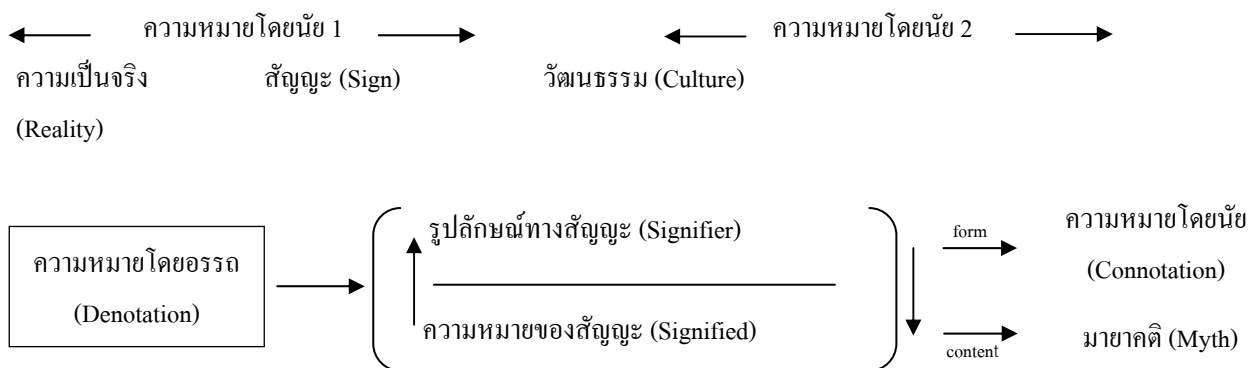 ความหมายโดยนัย 1 ความหมายโดยนัย 2
ความเป็นจริง สัญญะ (Sign) วัฒนธรรม (Culture)
(Reality)
รูปลักษณ์ทางสัญญะ (Signifier)
ความหมายของสัญญะ (Signified)
ความหมายโดยอรรถ
(Denotation)
form
content
ความหมายโดยนัย
(Connotation)
มายาคติ (Myth)